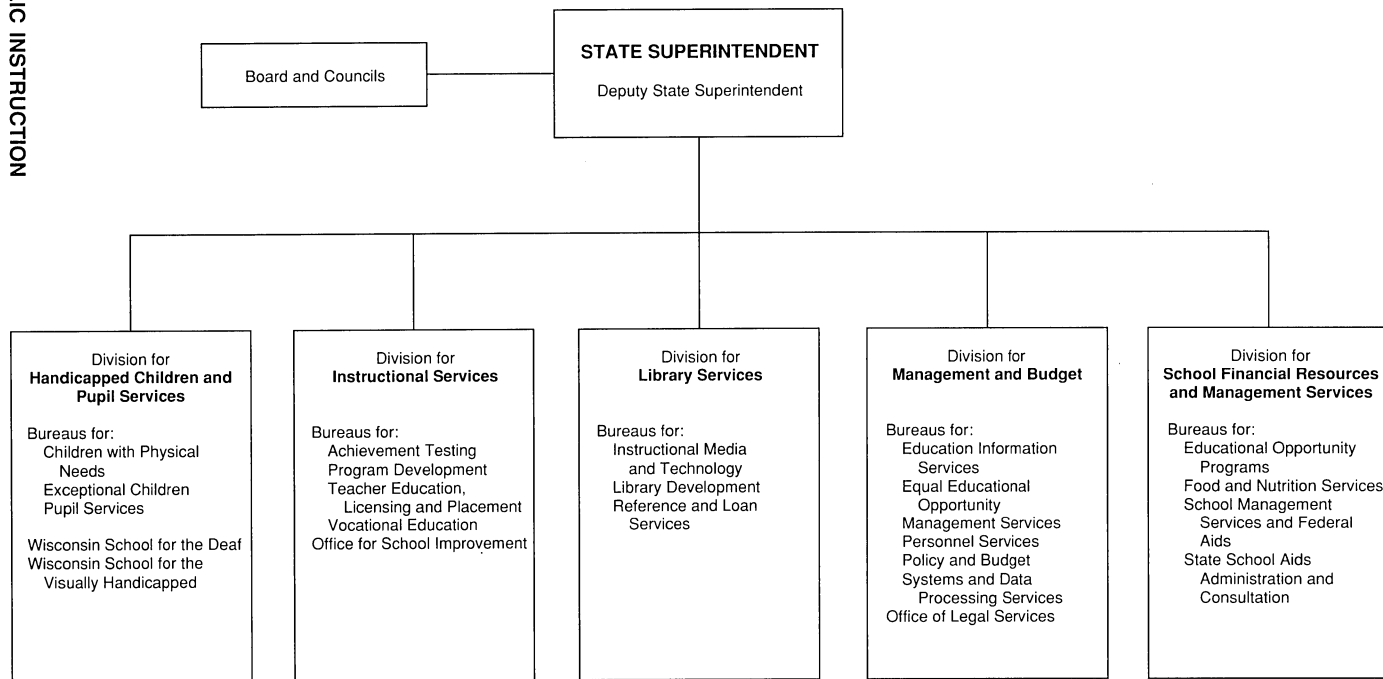 IC INSTRUCTION
STATE SUPERINTENDENT
Deputy State Superintendent
Board and Councils
Division for
Handicapped Children and
Pupil Services
Bureaus for:
Children with Physical
Needs
Exceptional Children
Pupil Services
Wisconsin School for the Deaf
Wisconsin School for the
Visually Handicapped
Division for
Instructional Services
Bureaus for:
Achievement Testing
Program Development
Teacher Education,
Licensing and Placement
Vocational Education
Office for School Improvement
Division for
Library Services
Bureaus for:
Instructional Media
and Technology
Library Development
Reference and Loan
Services
Division for
Management and Budget
Bureaus for:
Education Information
Services
Equal Educational
Opportunity
Management Services
Personnel Services
Policy and Budget
Systems and Data
Processing Services
Office of Legal Services
Division for
School Financial Resources
and Management Services
Bureaus for:
Educational Opportunity
Programs
Food and Nutrition Services
School Management
Services and Federal
Aids
State School Aids
Administration and
Consultation